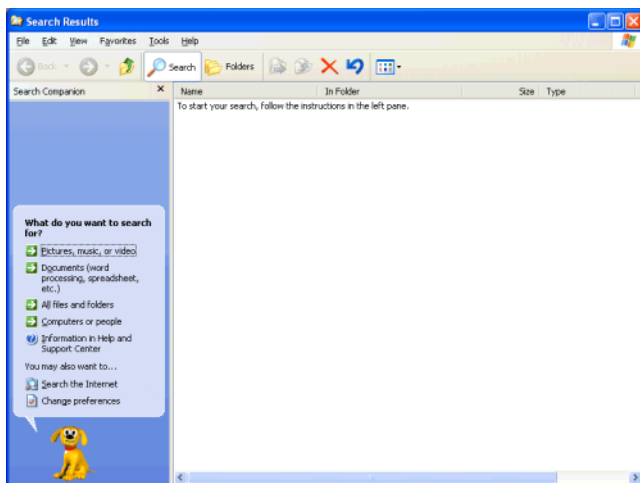 Search Results
File Edit View Favorites Tools Help
Back Search Folders
Search Companion
Name In Folder Size Type
To start your search, follow the instructions in the left pane.
What do you want to search
for?
Pictures, music, or video
Documents (word
processing, spreadsheet,
etc.)
All files and folders
Computers or people
Information in Help and
Support Center
You may also want to...
Search the Internet
Change preferences